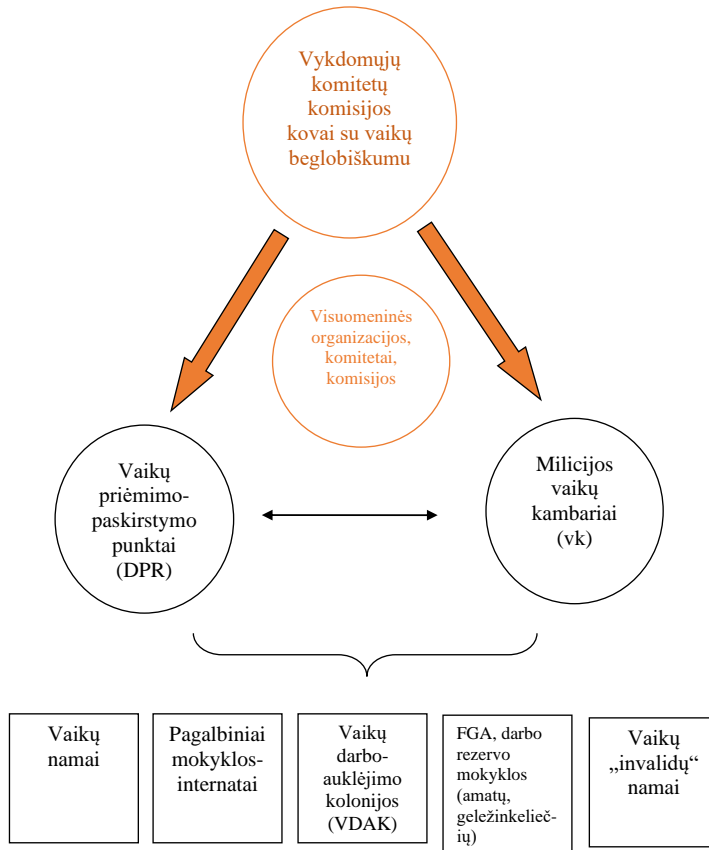 Vykdomųjų
komitetų
komisijos
kovai su vaikų
beglobiškumu
Visuomeninės
organizacijos,
komitetai,
komisijos
Vaikų
priėmimo-
paskirstymo
punktai
(DPR)
Milicijos
vaikų
kambariai
(vk)
Vaikų
namai
Pagalbiniai
mokyklos-
internatai
Vaikų
darbo-
auklėjimo
kolonijos
(VDAK)
FGA, darbo
rezervo
mokyklos
(amatų,
geležinkelieč-
ių)
Vaikų
„invalidų“
namai